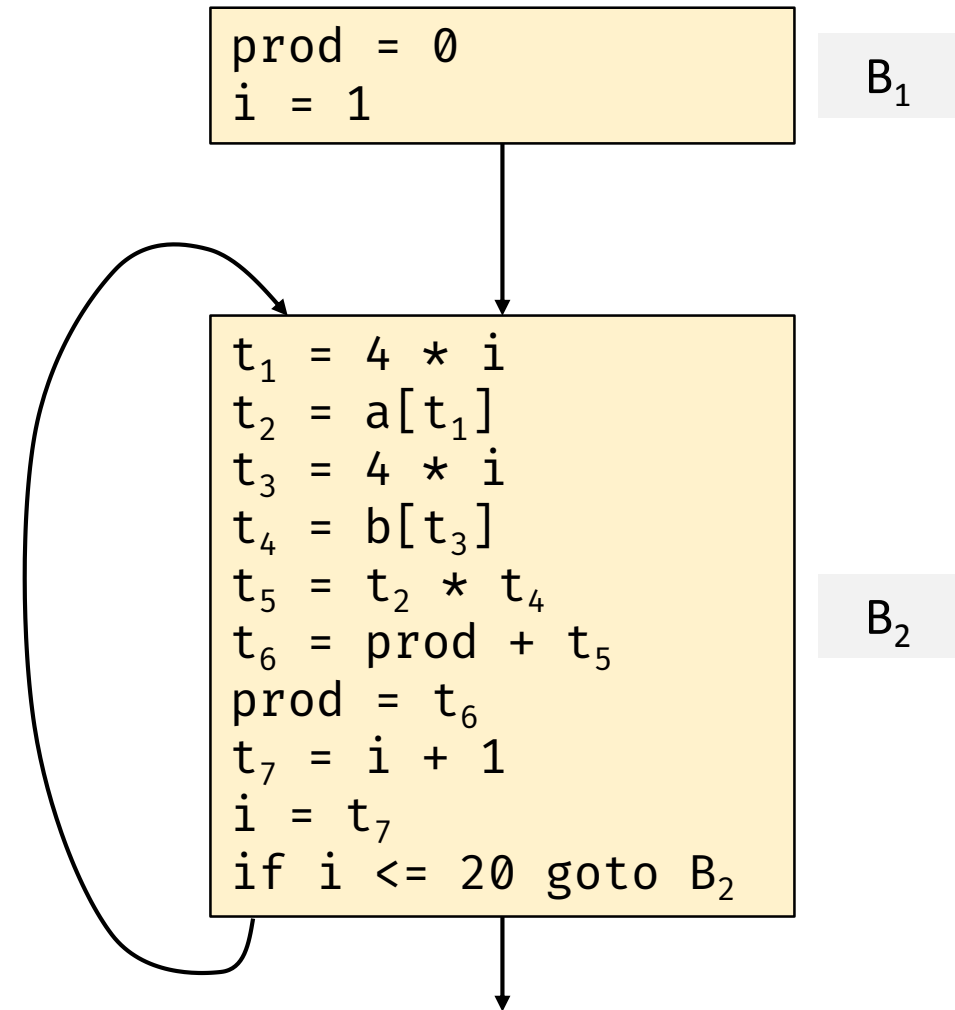 prod = 0
i = 1
B₁
t₁ = 4 * i
t₂ = a[t₁]
t₃ = 4 * i
t₄ = b[t₃]
t₅ = t₂ * t₄
t₆ = prod + t₅
prod = t₆
t₇ = i + 1
i = t₇
if i <= 20 goto B₂
B₂